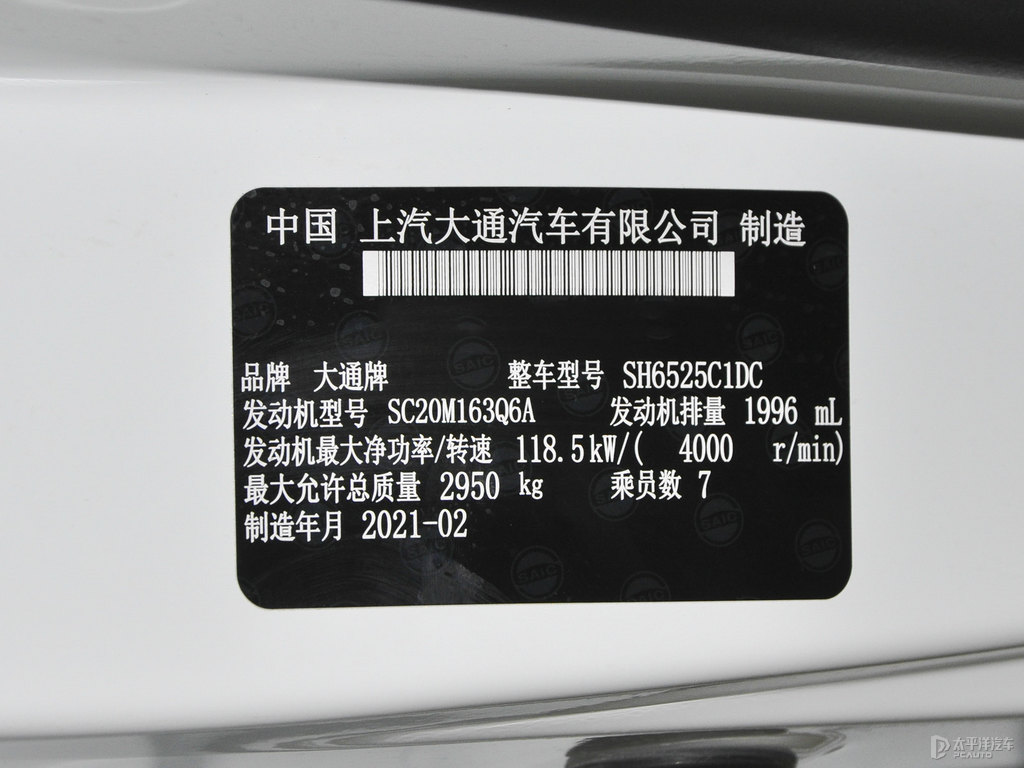 中国 上汽大通汽车有限公司 制造
品牌 大通牌 整车型号 SH6525C1DC
发动机型号 SC20M163Q6A 发动机排量 1996 mL
发动机最大净功率/转速 118.5kW/( 4000 r/min)
最大允许总质量 2950 kg 乘员数 7
制造年月 2021-02
SAIC
SAIC
SAIC
太平洋汽车
PCAUTO